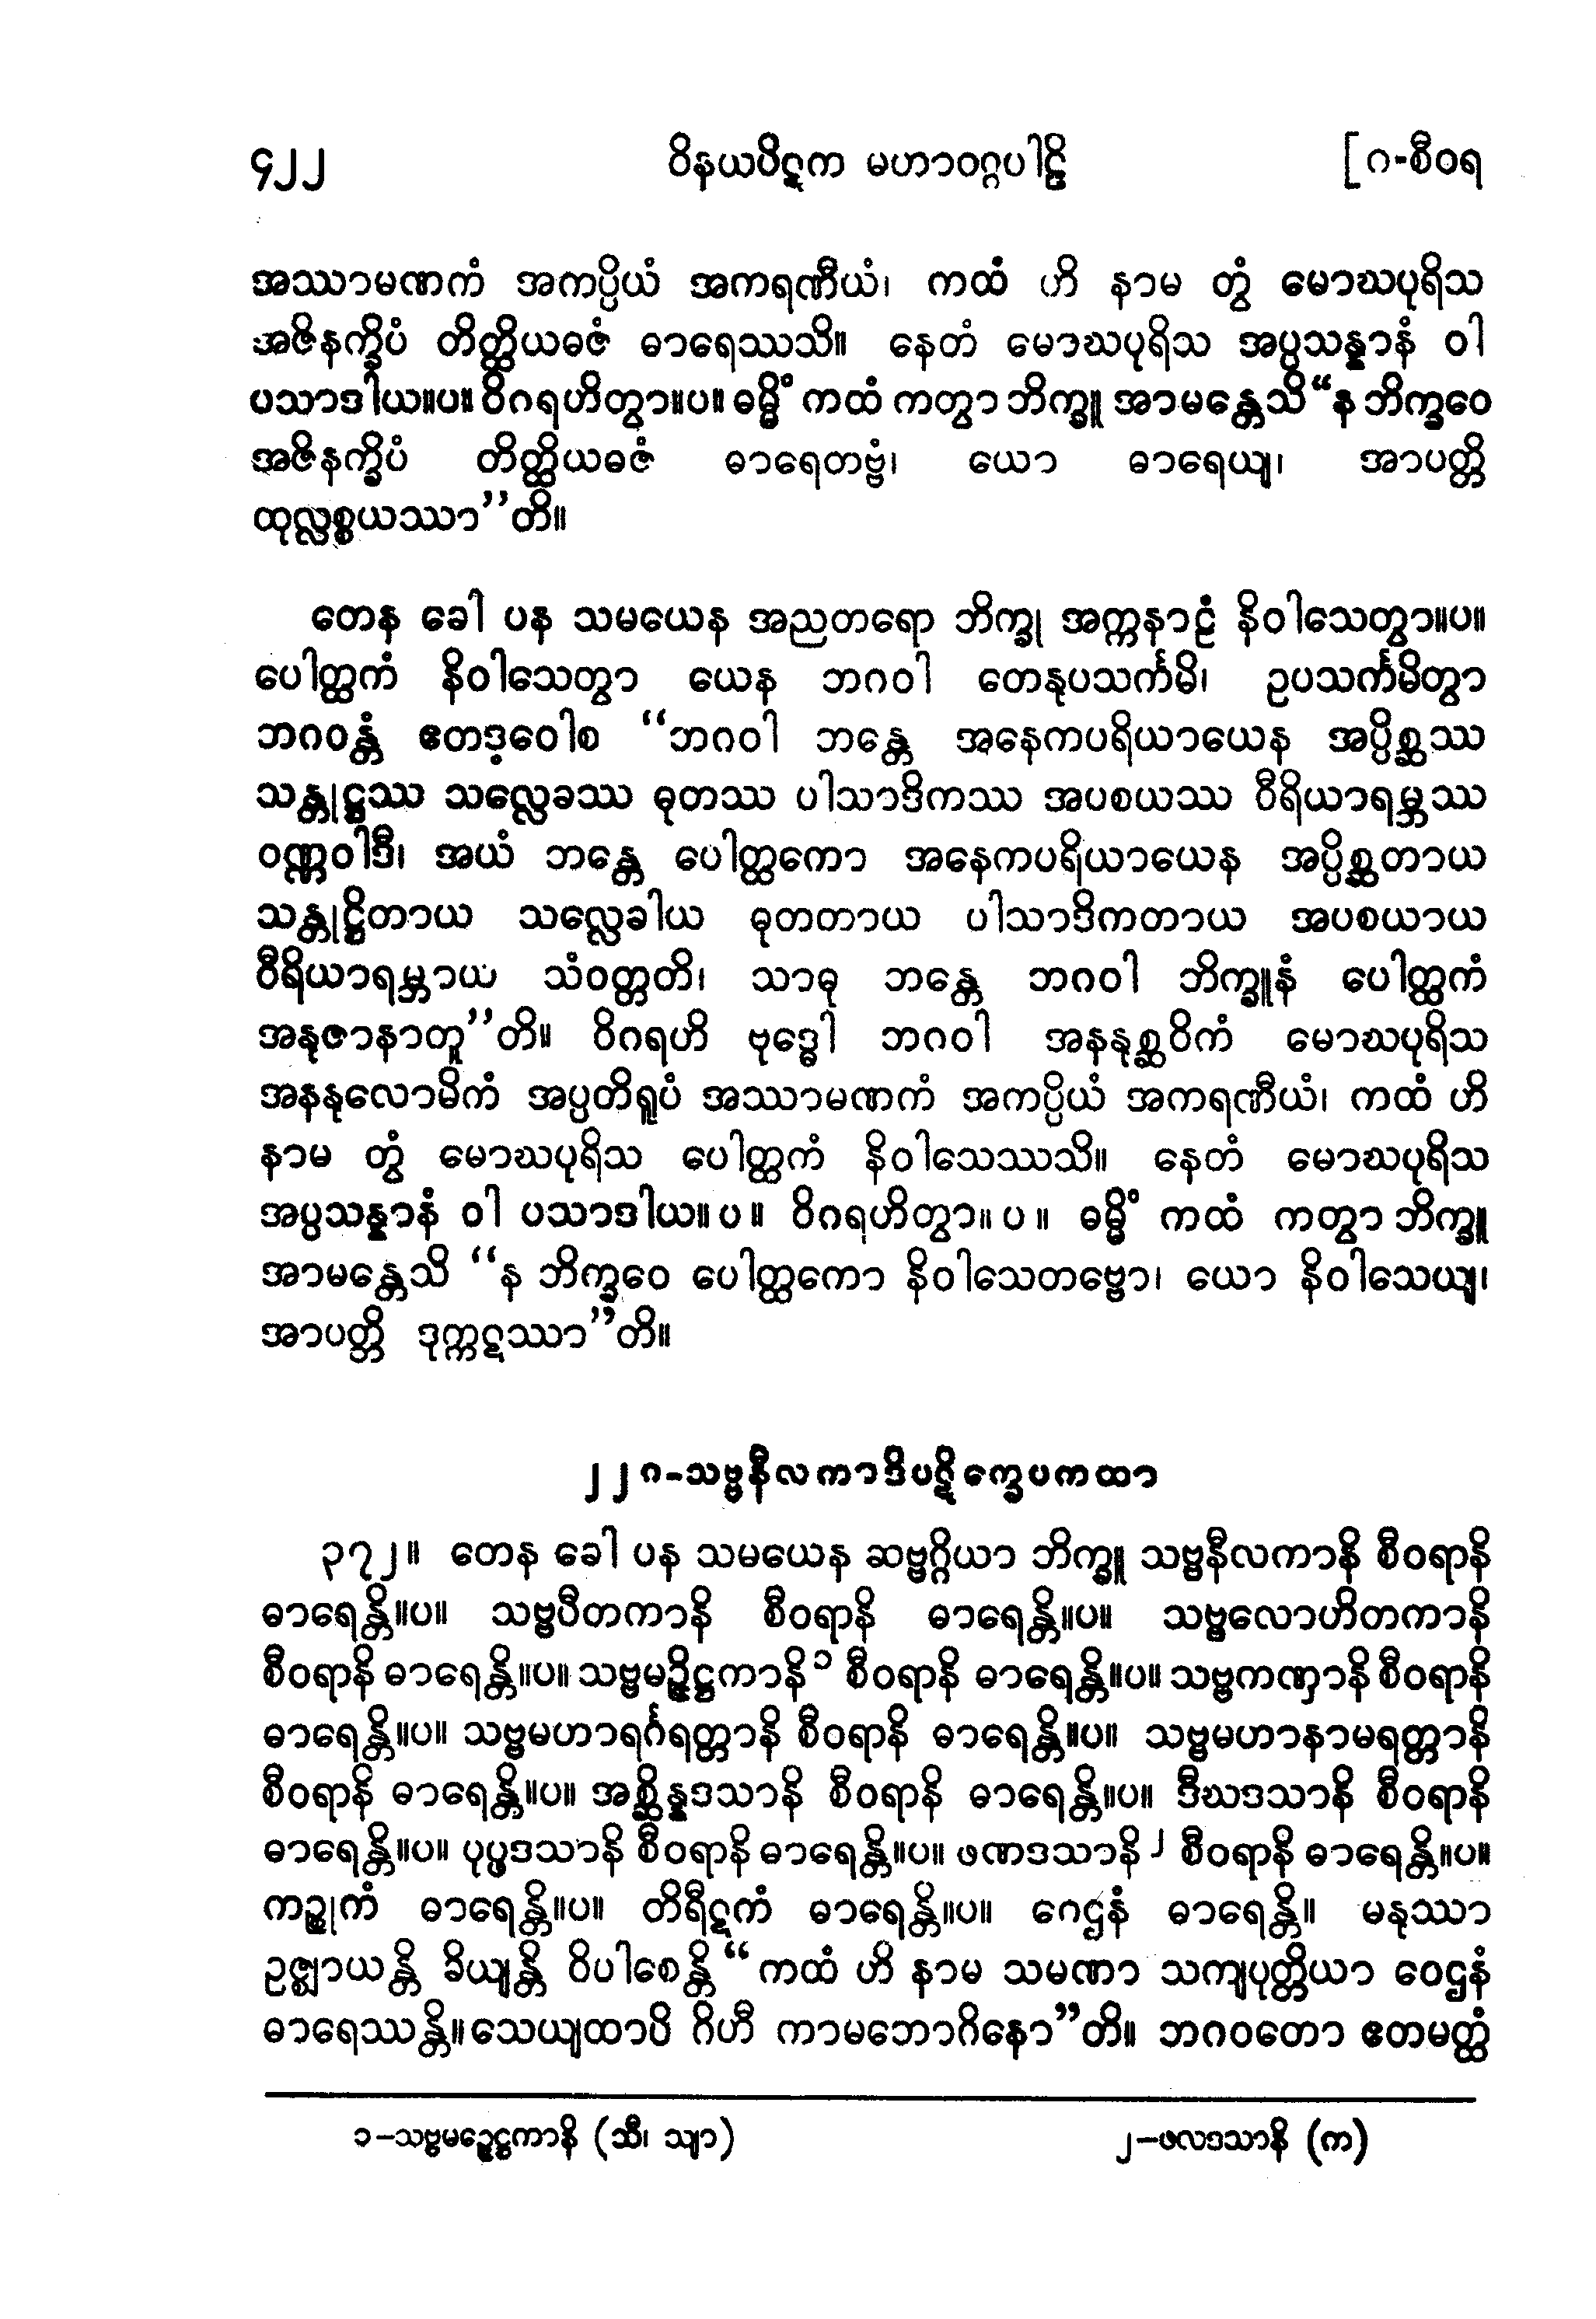 ၄၂၂ ဝိနယပိဋက မဟာဝဂ္ဂပါဠိ [၈-စီဝရ
အဿာမဏကံ အကပ္ပိယံ အကရဏီယံ၊ ကထံ ဟိ နာမ တွံ မောဃပုရိသ
အဇိနက္ခိပံ တိတ္ထိယဓဇံ ဓာရေဿသိ။ နေတံ မောဃပုရိသ အပ္ပသန္နာနံ ဝါ
ပသာဒါယ။ပ။ ဝိဂရဟိတွာ။ပ။ ဓမ္မိံ ကထံ ကတွာ ဘိက္ခူ အာမန္တေသိ “န ဘိက္ခဝေ
အဇိနက္ခိပံ တိတ္ထိယဓဇံ ဓာရေတဗ္ဗံ၊ ယော ဓာရေယျ၊ အာပတ္တိ
ထုလ္လစ္စယဿာ”တိ။
တေန ခေါ ပန သမယေန အညတရော ဘိက္ခု အက္ကနာဠံ နိဝါသေတွာ။ပ။
ပေါတ္ထကံ နိဝါသေတွာ ယေန ဘဂဝါ တေနုပသင်္ကမိ၊ ဥပသင်္ကမိတွာ
ဘဂဝန္တံ ဧတဒဝေါစ “ဘဂဝါ ဘန္တေ အနေကပရိယာယေန အပ္ပိစ္ဆဿ
သန္တုဋ္ဌဿ သလ္လေခဿ ဓုတဿ ပါသာဒိကဿ အပစယဿ ဝီရိယာရမ္ဘဿ
ဝဏ္ဏဝါဒီ၊ အယံ ဘန္တေ ပေါတ္ထကော အနေကပရိယာယေန အပ္ပိစ္ဆတာယ
သန္တုဋ္ဌိတာယ သလ္လေခါယ ဓုတတာယ ပါသာဒိကတာယ အပစယာယ
ဝီရိယာရမ္ဘာယ သံဝတ္တတိ၊ သာဓု ဘန္တေ ဘဂဝါ ဘိက္ခူနံ ပေါတ္ထကံ
အနုဇာနာတူ”တိ။ ဝိဂရဟိ ဗုဒ္ဓေါ ဘဂဝါ အနနုစ္ဆဝိကံ မောဃပုရိသ
အနနုလောမိကံ အပ္ပတိရူပံ အဿာမဏကံ အကပ္ပိယံ အကရဏီယံ၊ ကထံ ဟိ
နာမ တွံ မောဃပုရိသ ပေါတ္ထကံ နိဝါသေဿသိ။ နေတံ မောဃပုရိသ
အပ္ပသန္နာနံ ဝါ ပသာဒါယ။ပ။ ဝိဂရဟိတွာ။ပ။ ဓမ္မိံ ကထံ ကတွာ ဘိက္ခူ
အာမန္တေသိ “န ဘိက္ခဝေ ပေါတ္ထကော နိဝါသေတဗ္ဗော၊ ယော နိဝါသေယျ၊
အာပတ္တိ ဒုက္ကဋဿာ”တိ။
၂၂၈-သဗ္ဗနီလကာဒိပဋိက္ခေပကထာ
၃၇၂။ တေန ခေါ ပန သမယေန ဆဗ္ဗဂ္ဂိယာ ဘိက္ခူ သဗ္ဗနီလကာနိ စီဝရာနိ
ဓာရေန္တိ။ပ။ သဗ္ဗပီတကာနိ စီဝရာနိ ဓာရေန္တိ။ပ။ သဗ္ဗလောဟိတကာနိ
စီဝရာနိ ဓာရေန္တိ။ပ။ သဗ္ဗမဉ္ဇိဋ္ဌကာနိ၁ စီဝရာနိ ဓာရေန္တိ။ပ။ သဗ္ဗကဏှာနိ စီဝရာနိ
ဓာရေန္တိ။ပ။ သဗ္ဗမဟာရင်္ဂရတ္တာနိ စီဝရာနိ ဓာရေန္တိ။ပ။ သဗ္ဗမဟာနာမရတ္တာနိ
စီဝရာနိ ဓာရေန္တိ။ပ။ အစ္ဆိန္နဒသာနိ စီဝရာနိ ဓာရေန္တိ။ပ။ ဒီဃဒသာနိ စီဝရာနိ
ဓာရေန္တိ။ပ။ ပုပ္ဖဒသာနိ စီဝရာနိ ဓာရေန္တိ။ပ။ ဖဏဒသာနိ၂ စီဝရာနိ ဓာရေန္တိ။ပ။
ကဉ္စုကံ ဓာရေန္တိ။ပ။ တိရီဋကံ ဓာရေန္တိ။ပ။ ဝေဌနံ ဓာရေန္တိ။ မနုဿာ
ဥဇ္ဈာယန္တိ ခိယျန္တိ ဝိပါစေန္တိ “ကထံ ဟိ နာမ သမဏာ သကျပုတ္တိယာ ဝေဌနံ
ဓာရေဿန္တိ။ သေယျထာပိ ဂိဟီ ကာမဘောဂိနော”တိ။ ဘဂဝတော ဧတမတ္ထံ
၁-သဗ္ဗမဉ္ဇေဋ္ဌကာနိ (သီ၊ သျာ) ၂-ဖလဒသာနိ (က)